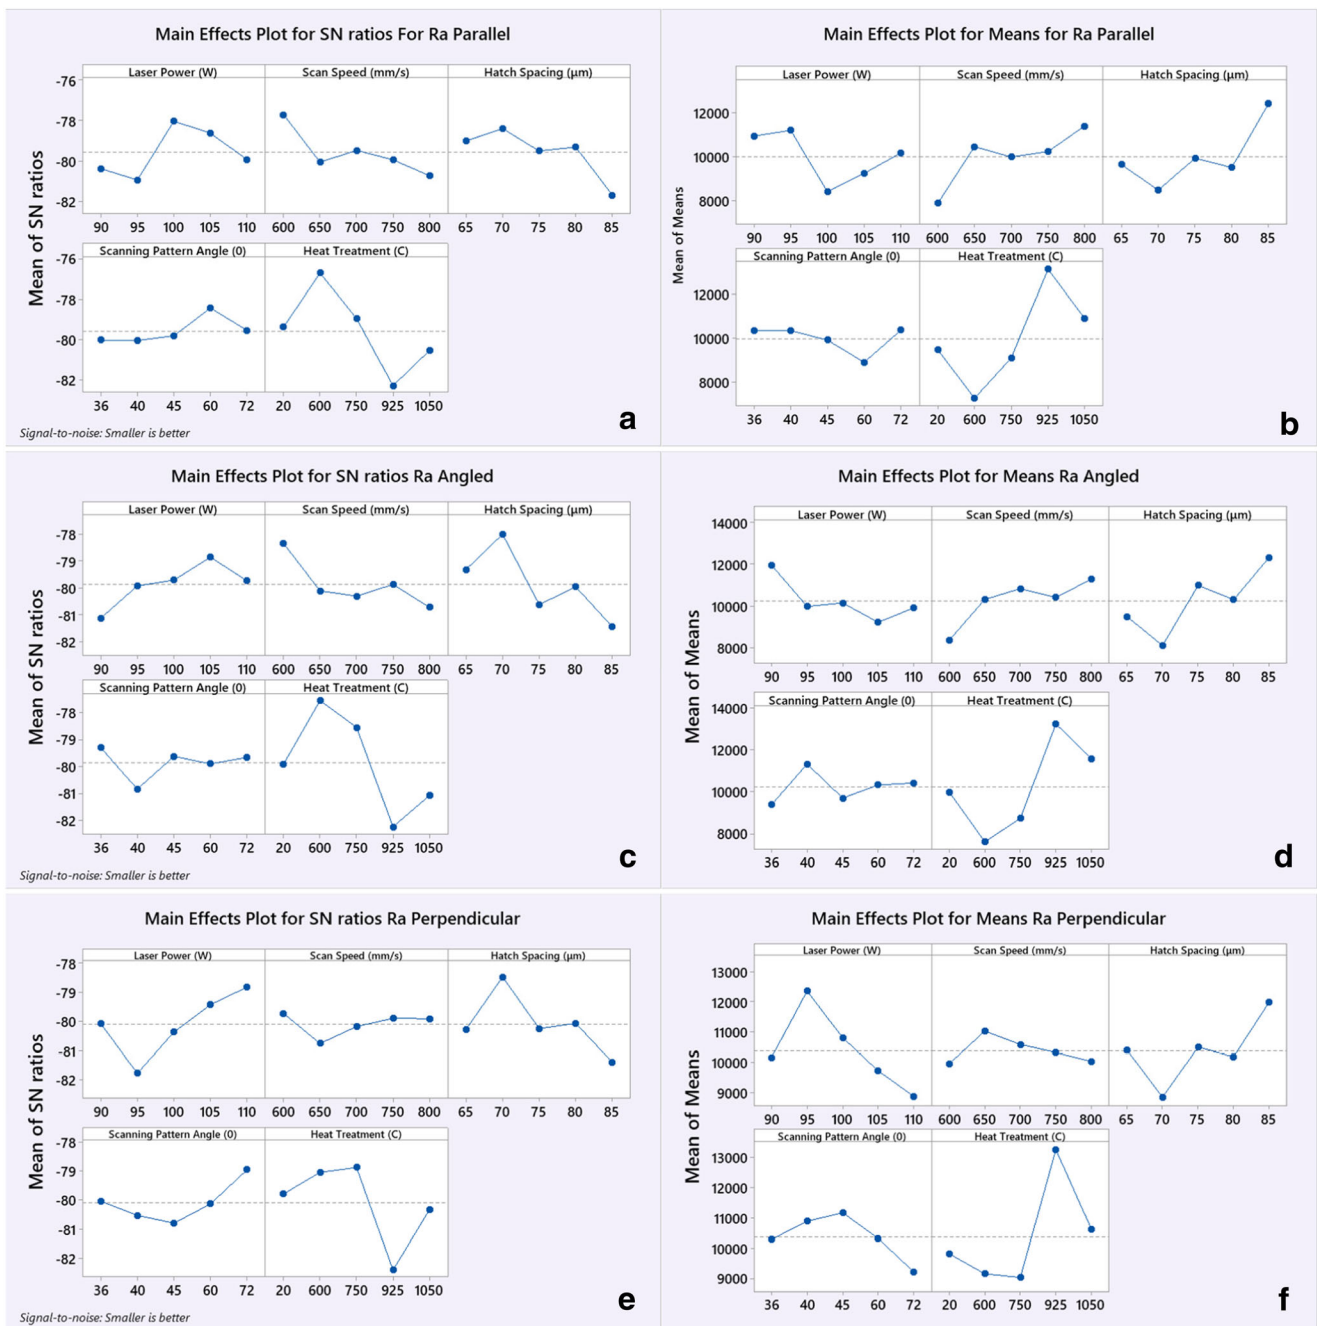 Main Effects Plot for SN ratios For Ra Parallel
Mean of SN ratios
Laser Power (W) Scan Speed (mm/s) Hatch Spacing (µm)
-76
-78
-80
-82
90 95 100 105 110 600 650 700 750 800 65 70 75 80 85
Scanning Pattern Angle (0) Heat Treatment (C)
-76
-78
-80
-82
36 40 45 60 72 20 600 750 925 1050
Signal-to-noise: Smaller is better
a
Main Effects Plot for Means for Ra Parallel
Mean of Means
Laser Power (W) Scan Speed (mm/s) Hatch Spacing (µm)
12000
10000
8000
90 95 100 105 110 600 650 700 750 800 65 70 75 80 85
Scanning Pattern Angle (0) Heat Treatment (C)
12000
10000
8000
36 40 45 60 72 20 600 750 925 1050
b
Main Effects Plot for SN ratios Ra Angled
Mean of SN ratios
Laser Power (W) Scan Speed (mm/s) Hatch Spacing (µm)
-78
-79
-80
-81
-82
90 95 100 105 110 600 650 700 750 800 65 70 75 80 85
Scanning Pattern Angle (0) Heat Treatment (C)
-78
-79
-80
-81
-82
36 40 45 60 72 20 600 750 925 1050
Signal-to-noise: Smaller is better
c
Main Effects Plot for Means Ra Angled
Mean of Means
14000
Laser Power (W) Scan Speed (mm/s) Hatch Spacing (µm)
12000
10000
8000
90 95 100 105 110 600 650 700 750 800 65 70 75 80 85
14000
Scanning Pattern Angle (0) Heat Treatment (C)
12000
10000
8000
36 40 45 60 72 20 600 750 925 1050
d
Main Effects Plot for SN ratios Ra Perpendicular
Mean of SN ratios
Laser Power (W) Scan Speed (mm/s) Hatch Spacing (µm)
-78
-79
-80
-81
-82
90 95 100 105 110 600 650 700 750 800 65 70 75 80 85
Scanning Pattern Angle (0) Heat Treatment (C)
-78
-79
-80
-81
-82
36 40 45 60 72 20 600 750 925 1050
Signal-to-noise: Smaller is better
e
Main Effects Plot for Means Ra Perpendicular
Mean of Means
Laser Power (W) Scan Speed (mm/s) Hatch Spacing (µm)
13000
12000
11000
10000
9000
90 95 100 105 110 600 650 700 750 800 65 70 75 80 85
Scanning Pattern Angle (0) Heat Treatment (C)
13000
12000
11000
10000
9000
36 40 45 60 72 20 600 750 925 1050
f